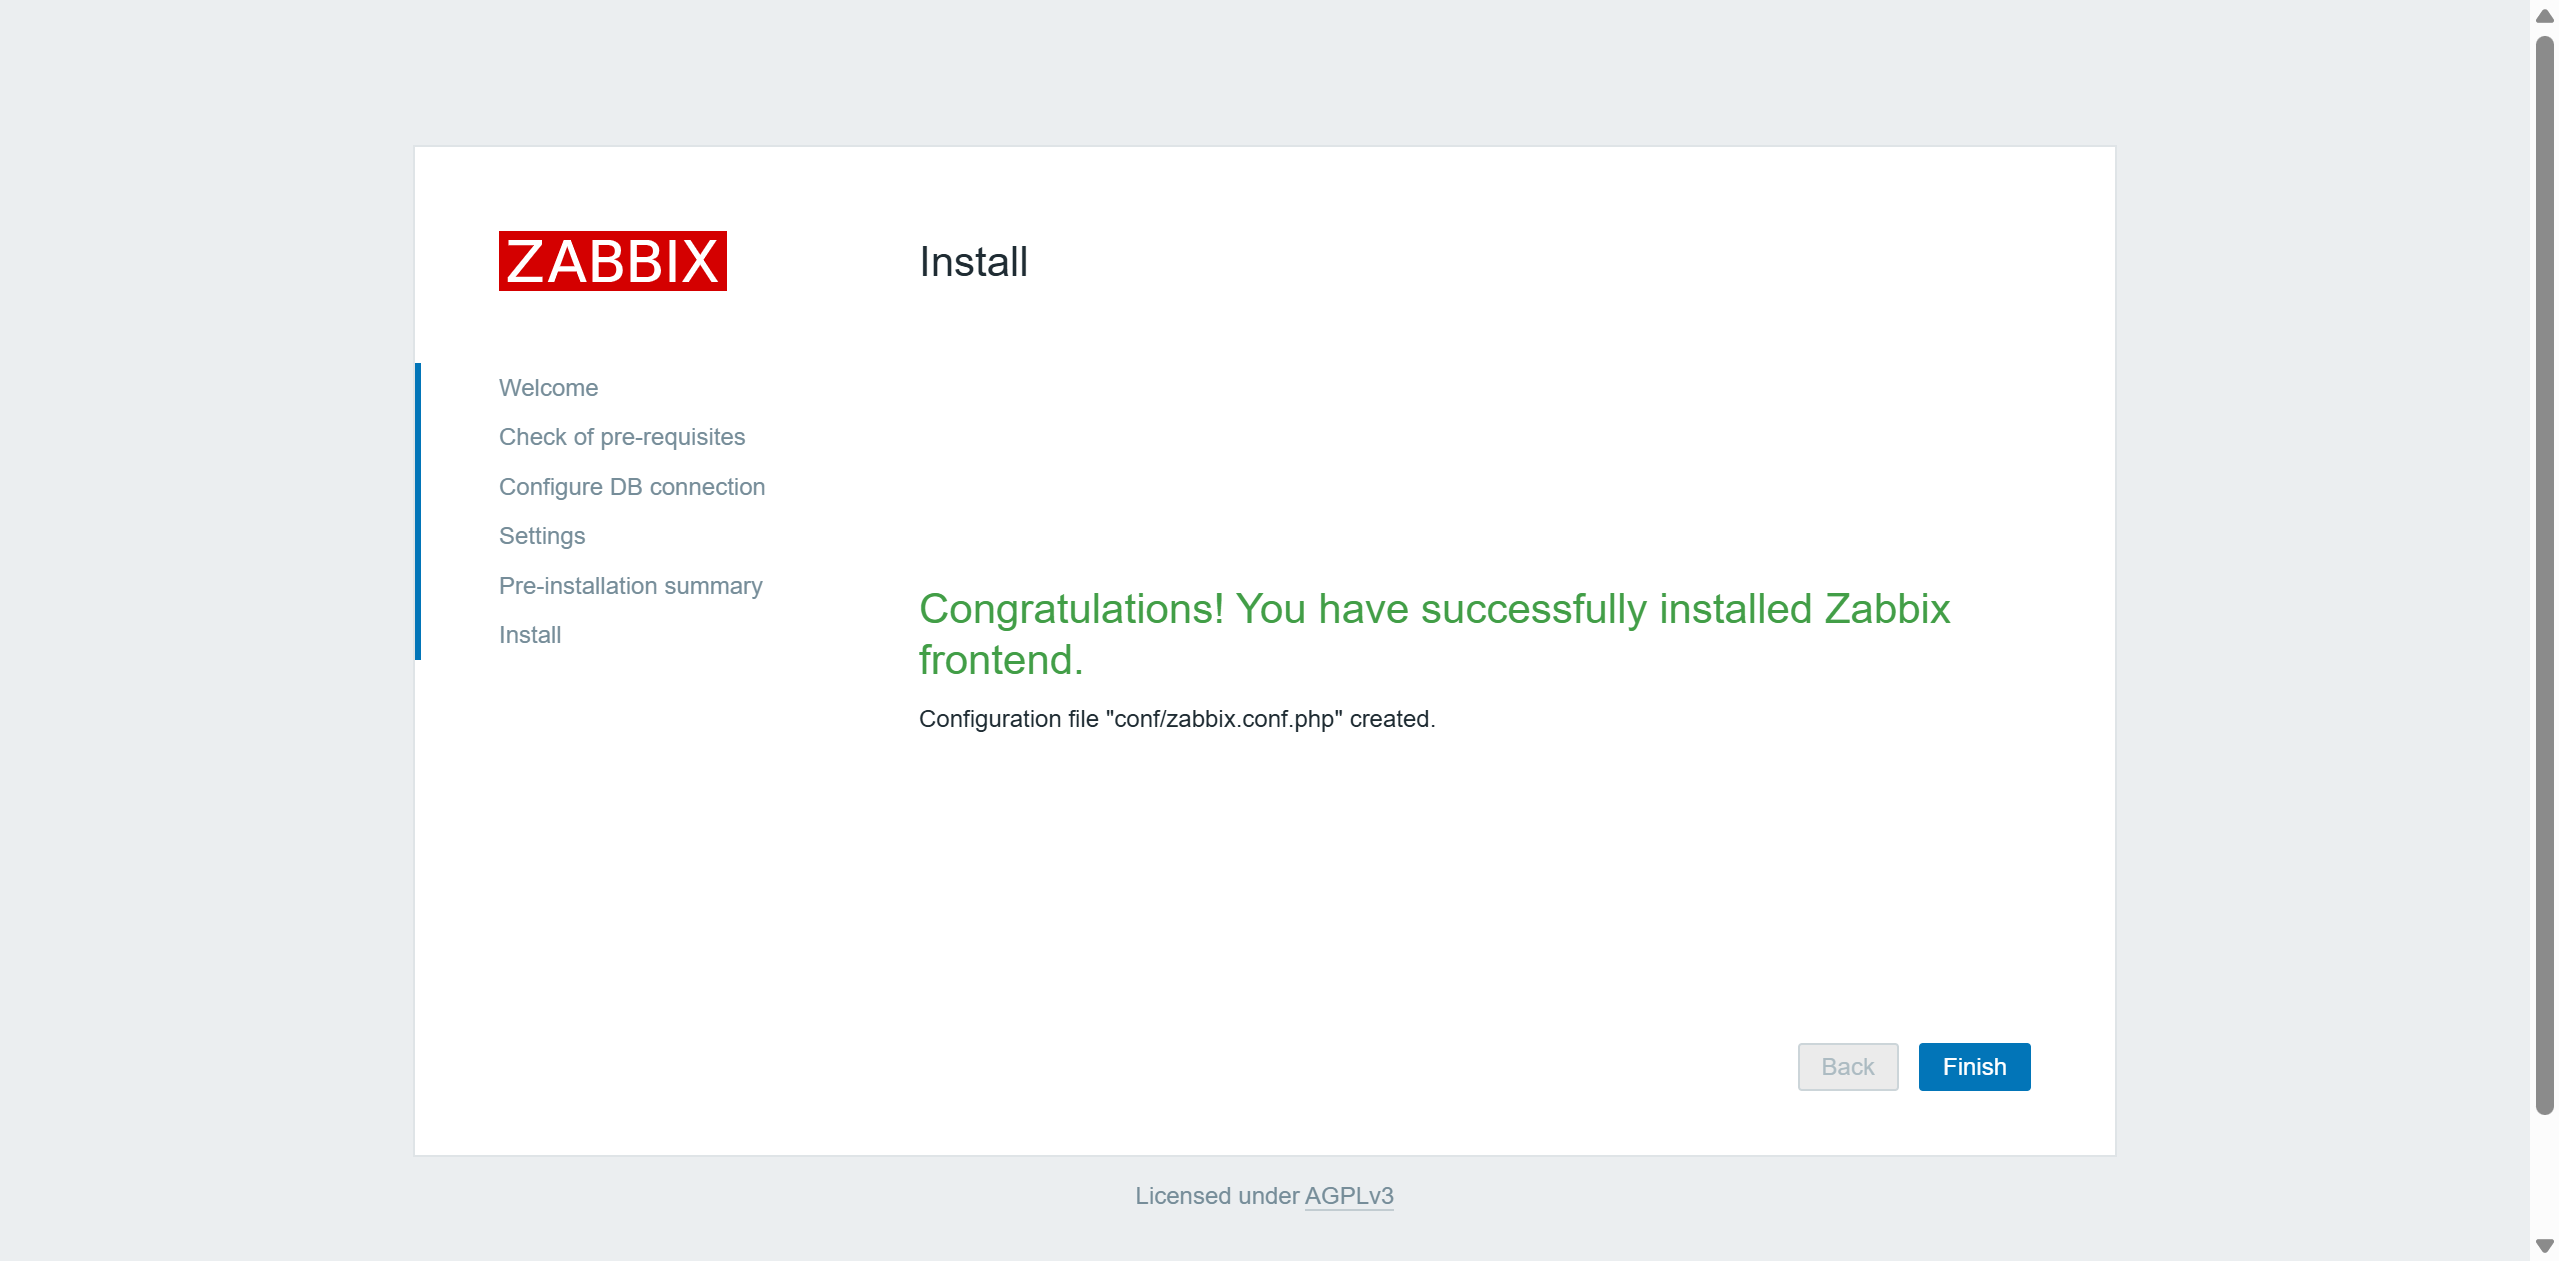 ZABBIX
Install
Welcome
Check of pre-requisites
Configure DB connection
Settings
Pre-installation summary
Install
Congratulations! You have successfully installed Zabbix
frontend.
Configuration file "conf/zabbix.conf.php" created.
Back
Finish
Licensed under AGPLv3